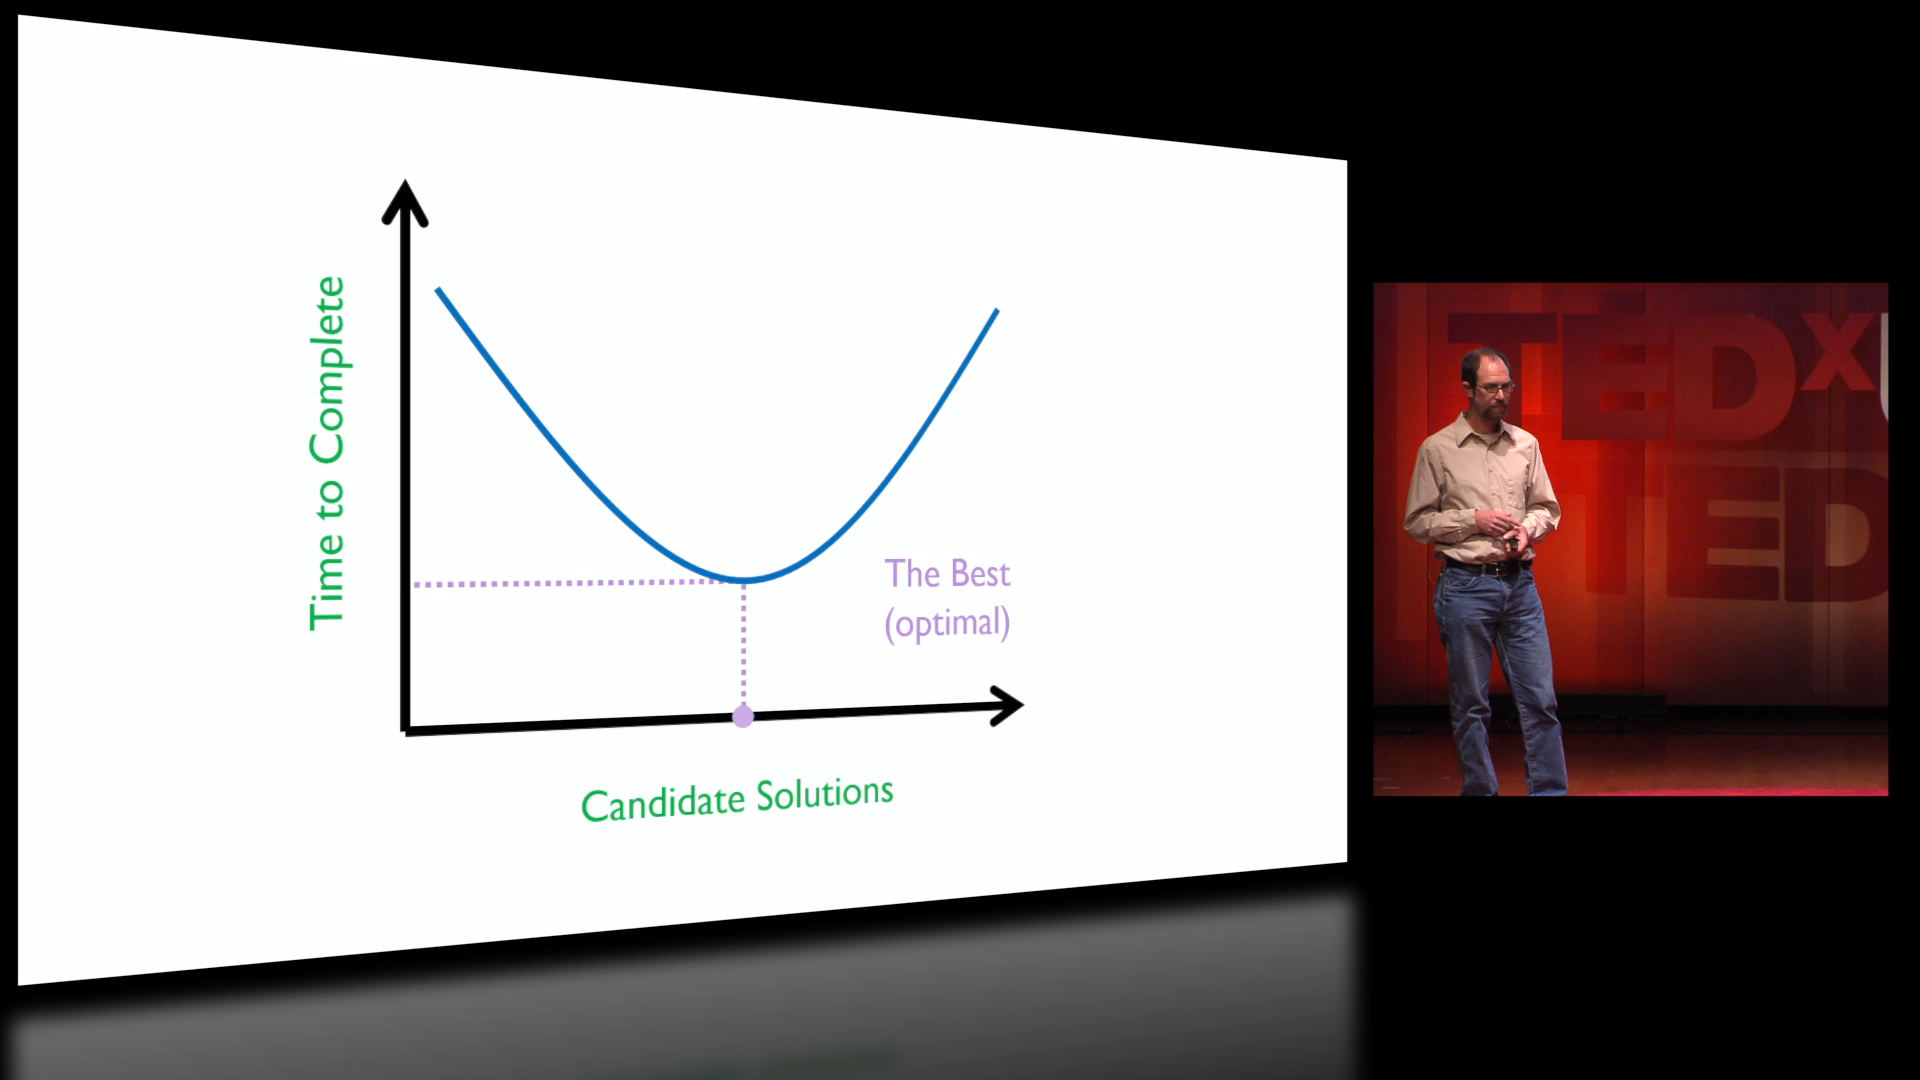 Time to Complete
The Best
(optimal)
Candidate Solutions
TEDx
TED